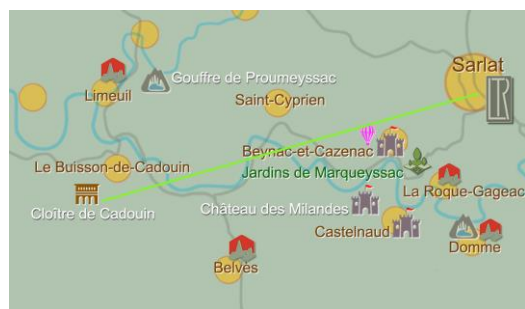 Sarlat
Gouffre de Proumeyssac
Limeuil
Saint-Cyprien
Beynac-et-Cazenac
Le Buisson-de-Cadouin
Jardins de Marqueyssac
La Roque-Gageac
Cloître de Cadouin
Château des Milandes
Castelnaud
Domme
Belvès